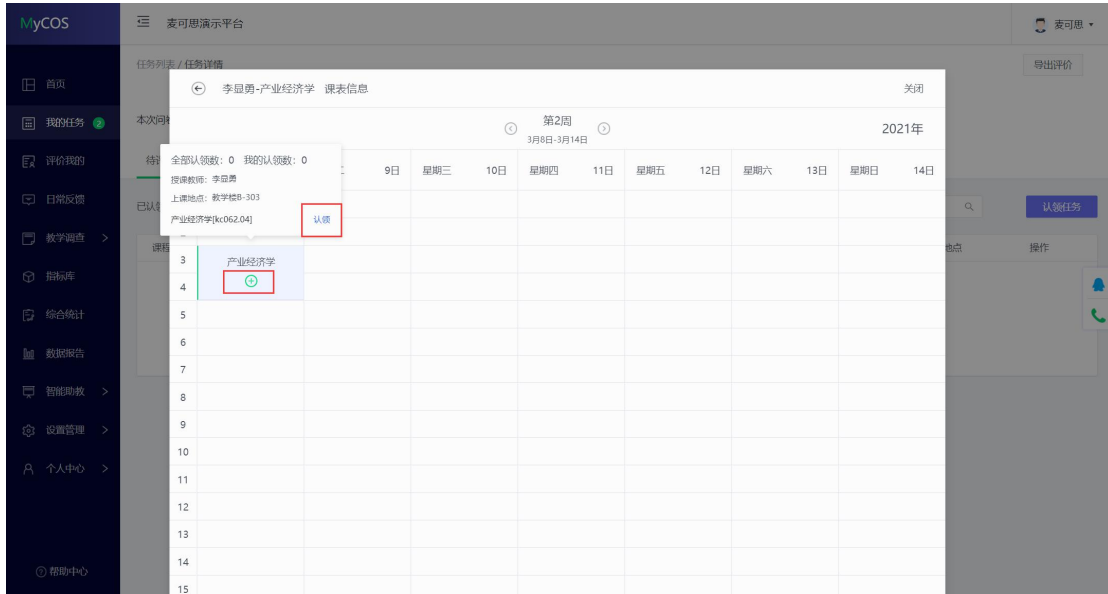 MyCOS
麦可思演示平台
麦可思
任务列表 / 任务详情
导出评价
首页
我的任务 2
评价我的
日常反馈
教学调查
指标库
综合统计
数据报告
智能助教
设置管理
个人中心
帮助中心
本次问
待
已认
认领任务
课程
地点
操作
李显勇-产业经济学 课表信息
关闭
第2周
3月8日-3月14日
2021年
9日
星期三
10日
星期四
11日
星期五
12日
星期六
13日
星期日
14日
全部认领数: 0 我的认领数: 0
授课教师: 李显勇
上课地点: 教学楼B-303
产业经济学[kc062.04] 认领
3
产业经济学
4
5
6
7
8
9
10
11
12
13
14
15